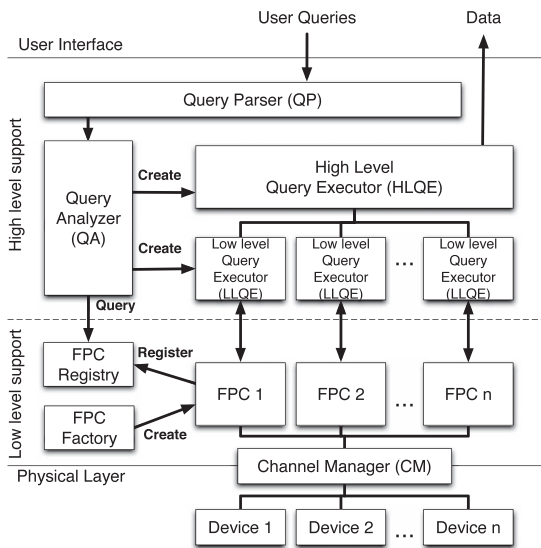 User Queries
Data
User Interface
Query Parser (QP)
High level support
Query
Analyzer
(QA)
Create
High Level
Query Executor (HLQE)
Create
Low level
Query
Executor
(LLQE)
Low level
Query
Executor
(LLQE)
...
Low level
Query
Executor
(LLQE)
Query
Low level support
FPC
Registry
Register
FPC 1
FPC 2
...
FPC n
FPC
Factory
Create
Channel Manager (CM)
Physical Layer
Device 1
Device 2
...
Device n